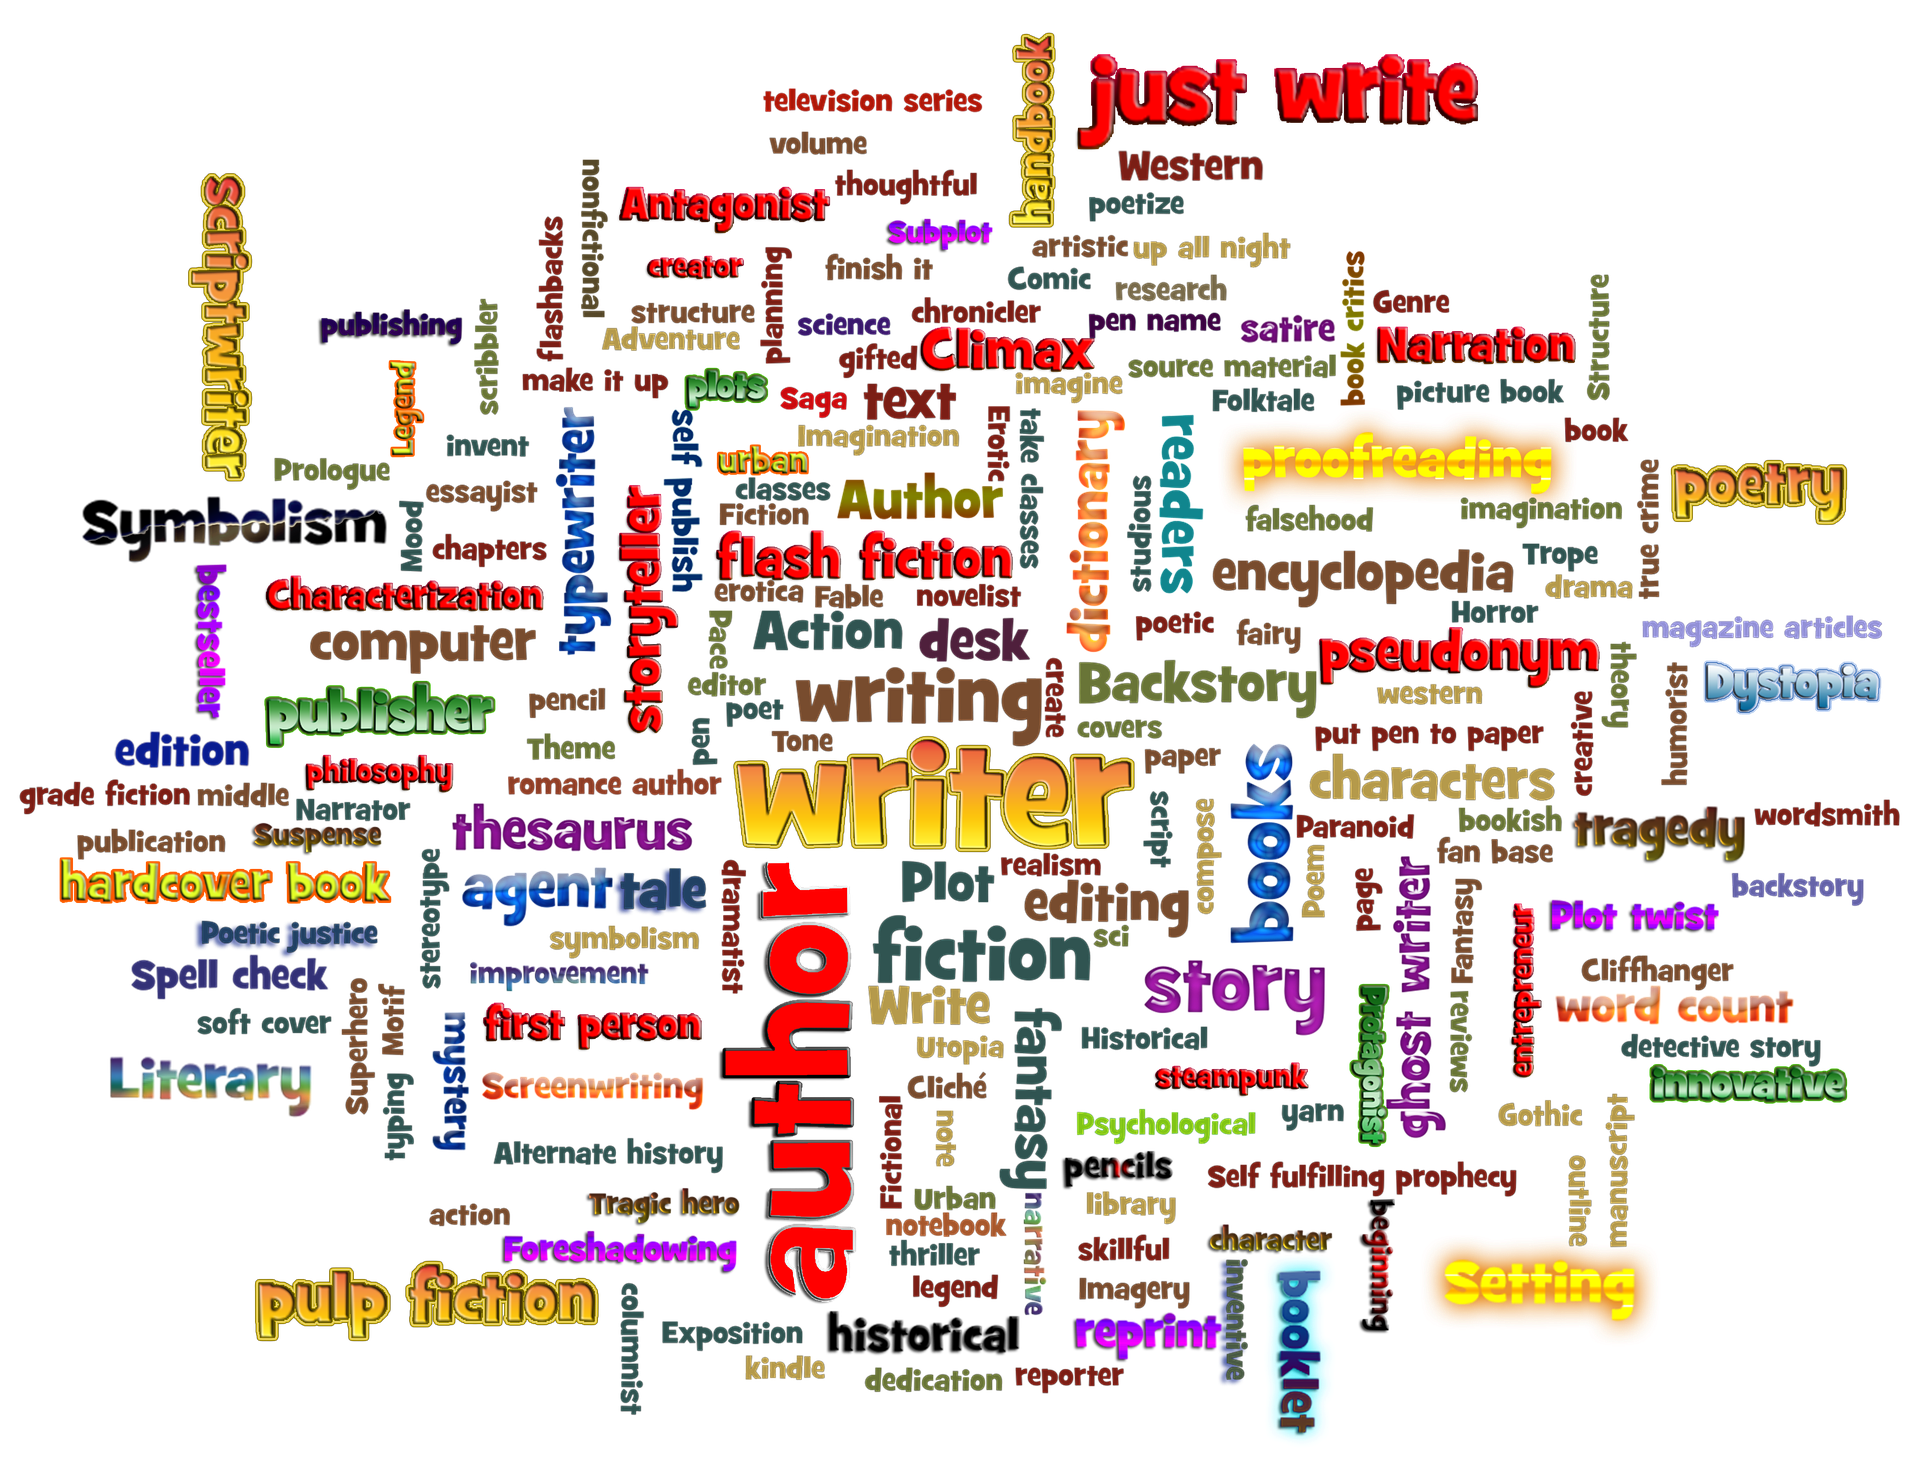 handbook
just write
television series
volume
Western
thoughtful
nonfictional
Antagonist
poetize
scriptwriter
Subplot
flashbacks
artistic
up all night
creator
planning
finish it
Comic
research
book critics
Genre
Structure
structure
chronicler
publishing
scribbler
science
pen name
satire
Adventure
gifted
Climax
Narration
source material
make it up
plots
imagine
Legend
Saga
text
Folktale
picture book
typewriter
self publish
Erotic
take classes
dictionary
readers
book
Imagination
invent
urban
proofreading
Prologue
essayist
classes
Author
studious
true crime
poetry
Symbolism
Mood
storyteller
Fiction
falsehood
imagination
chapters
flash fiction
Trope
encyclopedia
bestseller
Characterization
erotica
Fable
novelist
drama
Horror
computer
Pace
Action
desk
poetic
fairy
pseudonym
theory
magazine articles
publisher
pencil
editor
poet
writing
create
Backstory
western
humorist
Dystopia
edition
Theme
pen
Tone
covers
put pen to paper
creative
philosophy
romance author
writer
paper
books
characters
grade fiction
middle
Narrator
thesaurus
script
compose
Paranoid
bookish
tragedy
wordsmith
publication
Suspense
fan base
hardcover book
stereotype
agent
tale
dramatist
author
Plot
realism
editing
Poem
page
ghost writer
Fantasy
backstory
Poetic justice
symbolism
fiction
sci
entrepreneur
Plot twist
Spell check
improvement
story
Cliffhanger
soft cover
Superhero
Motif
mystery
first person
Write
fantasy
Historical
Protagonist
reviews
word count
Utopia
detective story
Literary
typing
Screenwriting
Cliché
steampunk
innovative
Fictional
note
Psychological
yarn
Gothic
manuscript
Alternate history
pencils
Self fulfilling prophecy
outline
action
Tragic hero
Urban
narrative
library
beginning
notebook
Foreshadowing
thriller
skillful
character
pulp fiction
columnist
legend
Imagery
inventive
booklet
Setting
Exposition
historical
reprint
kindle
dedication
reporter